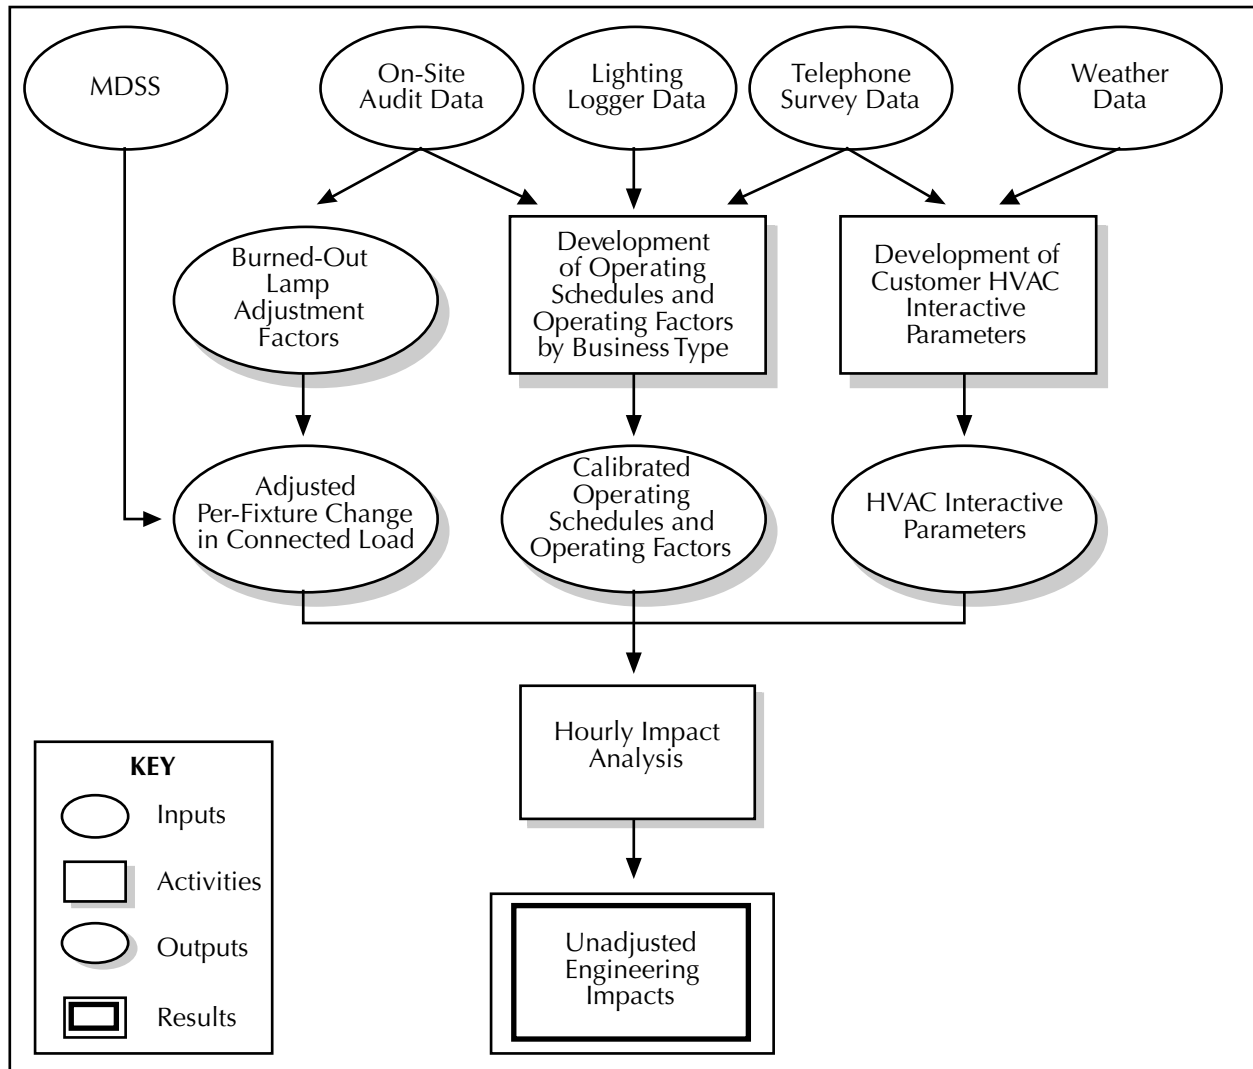 MDSS
On-Site
Audit Data
Lighting
Logger Data
Telephone
Survey Data
Weather
Data
Burned-Out
Lamp
Adjustment
Factors
Development
of Operating
Schedules and
Operating Factors
by Business Type
Development of
Customer HVAC
Interactive
Parameters
Adjusted
Per-Fixture Change
in Connected Load
Calibrated
Operating
Schedules and
Operating Factors
HVAC Interactive
Parameters
Hourly Impact
Analysis
Unadjusted
Engineering
Impacts
KEY
Inputs
Activities
Outputs
Results